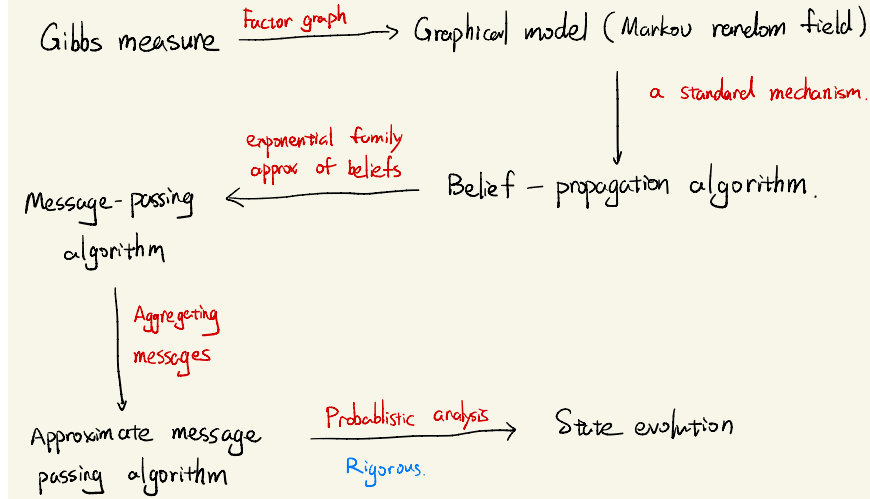 Gibbs measure
Factor graph
Graphical model (Markov random field)
a standard mechanism.
exponential family
approx of beliefs
Belief - propagation algorithm.
Message-passing
algorithm
Aggregating
messages
Approximate message
passing algorithm
Probablistic analysis
Rigorous.
State evolution